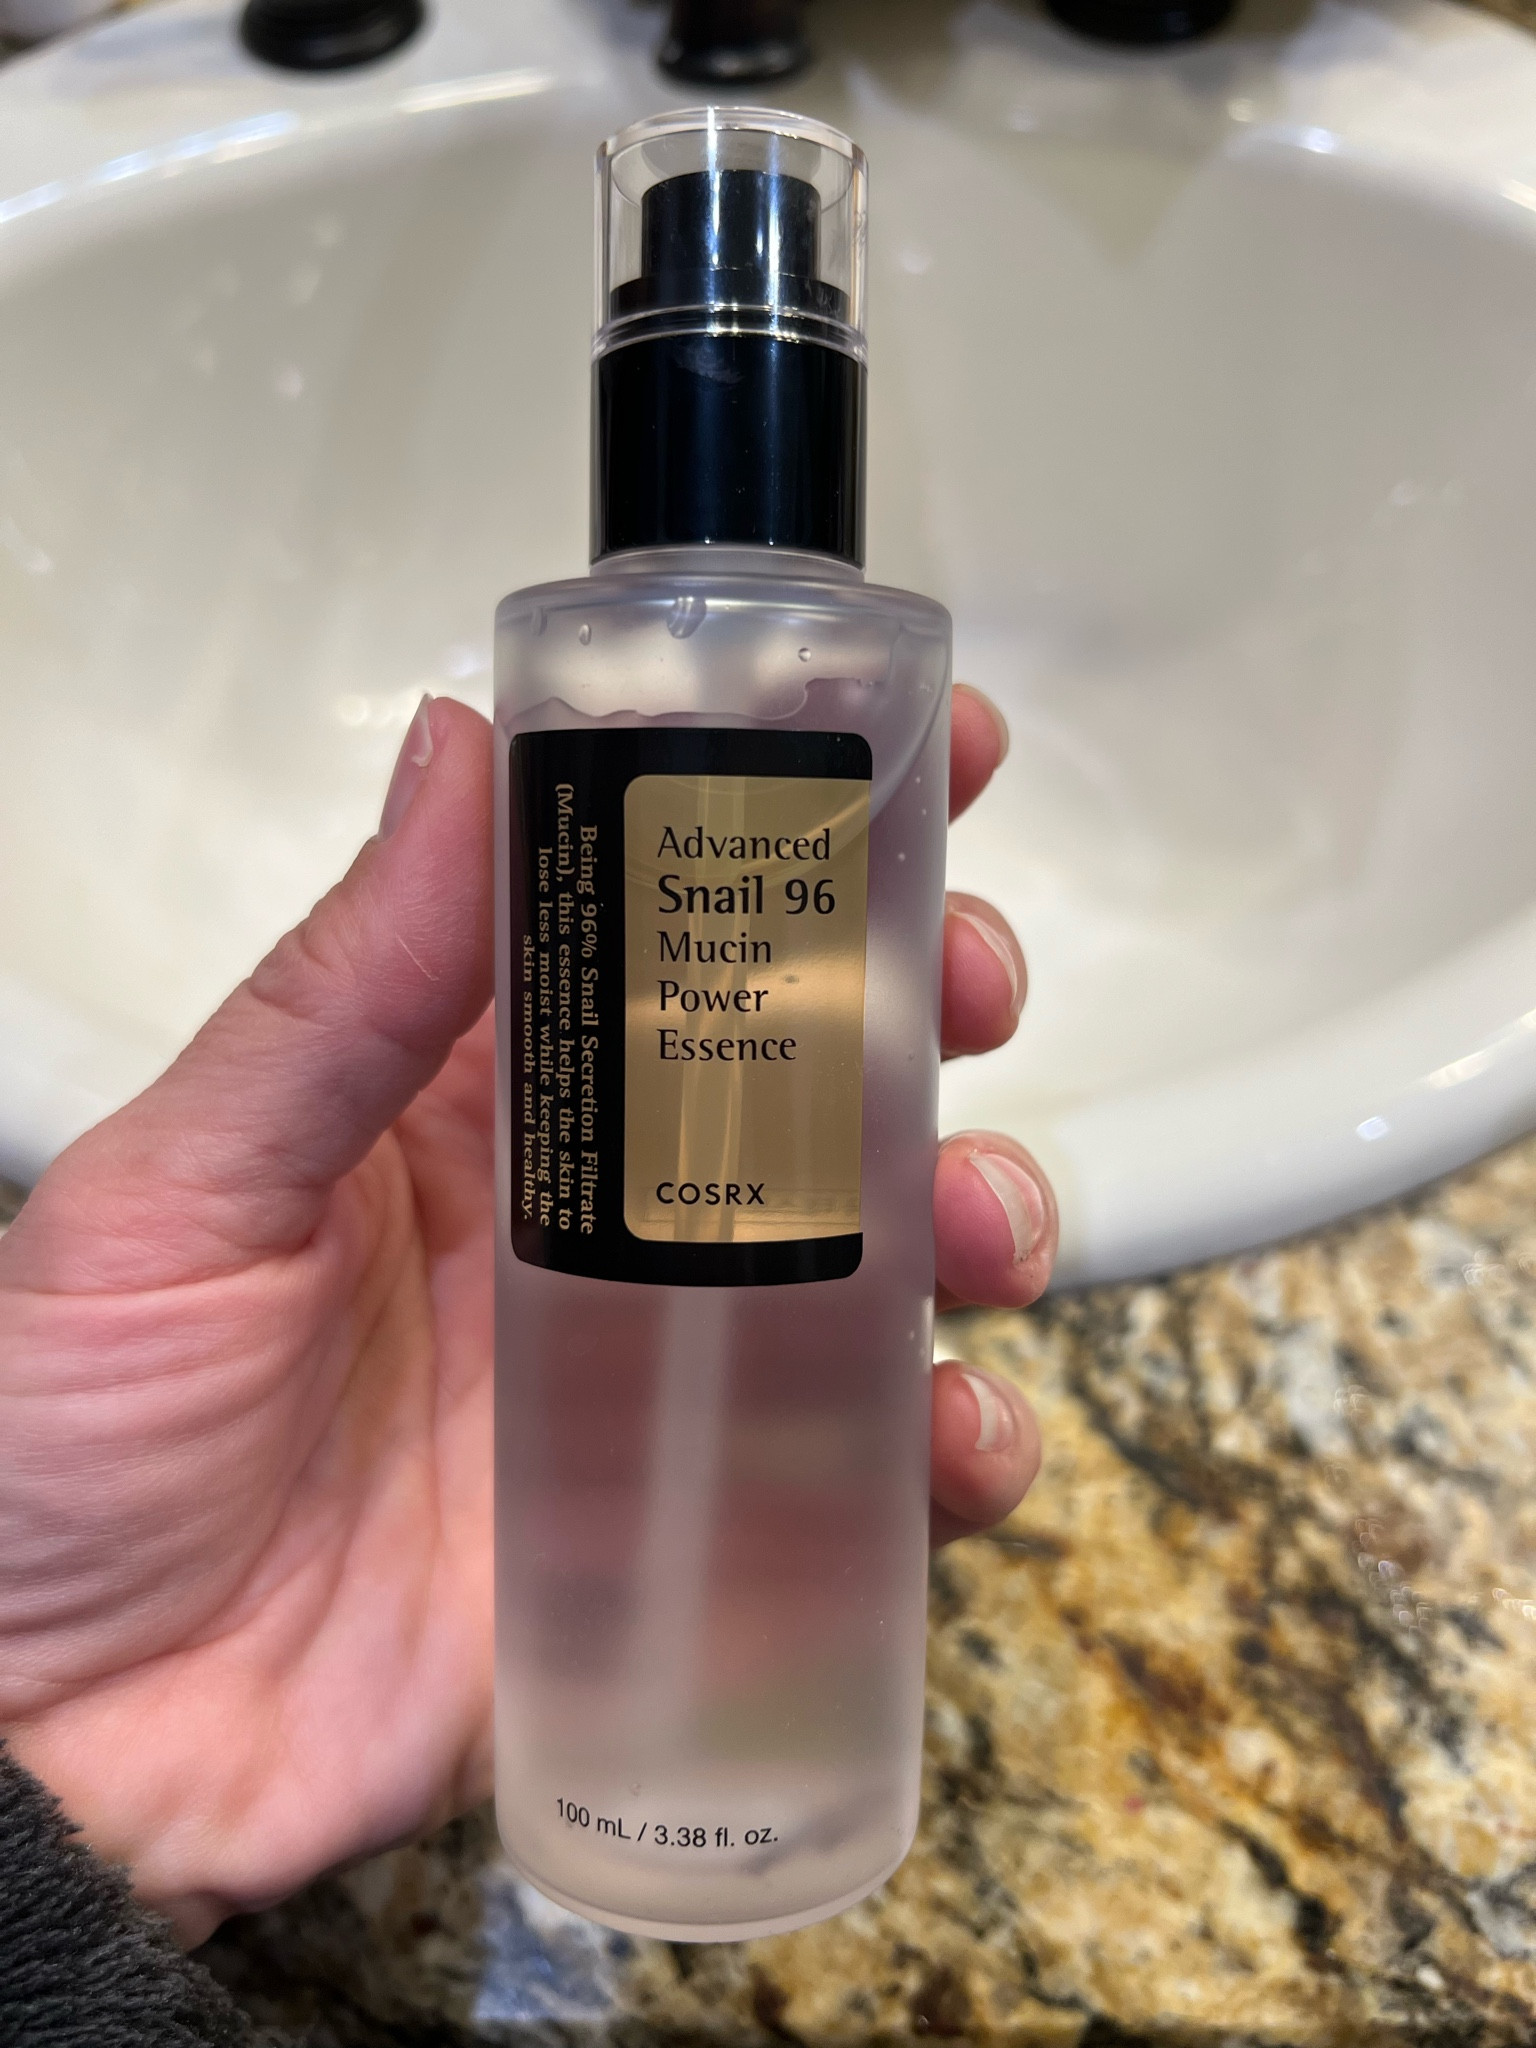 Advanced
Snail 96
Mucin
Power
Essence
COSRX
Being 96% Snail Secretion Filtrate
(Mucin), this essence helps the skin to
lose less moist while keeping the
skin smooth and healthy.
100 mL / 3.38 fl. oz.